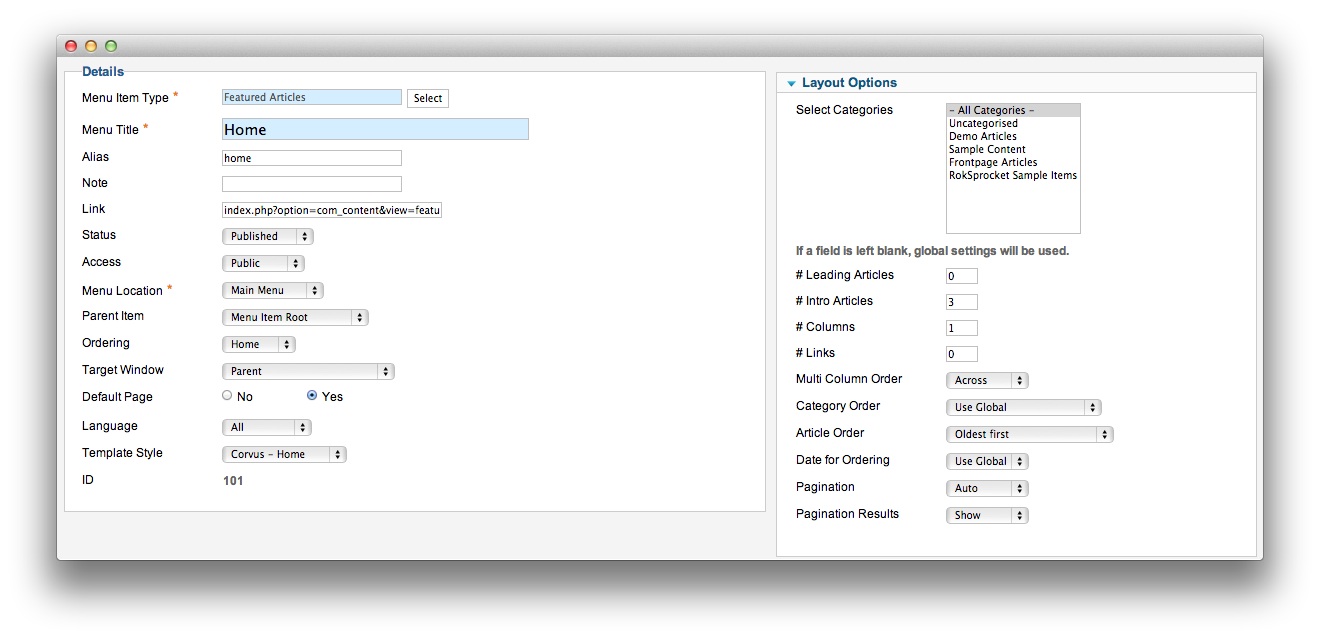 Details
Menu Item Type * Featured Articles Select
Menu Title * Home
Alias home
Note
Link index.php?option=com_content&view=featu
Status Published
Access Public
Menu Location * Main Menu
Parent Item Menu Item Root
Ordering Home
Target Window Parent
Default Page No Yes
Language All
Template Style Corvus – Home
ID 101
Layout Options
Select Categories – All Categories –
Uncategorised
Demo Articles
Sample Content
Frontpage Articles
RokSprocket Sample Items
If a field is left blank, global settings will be used.
# Leading Articles 0
# Intro Articles 3
# Columns 1
# Links 0
Multi Column Order Across
Category Order Use Global
Article Order Oldest first
Date for Ordering Use Global
Pagination Auto
Pagination Results Show